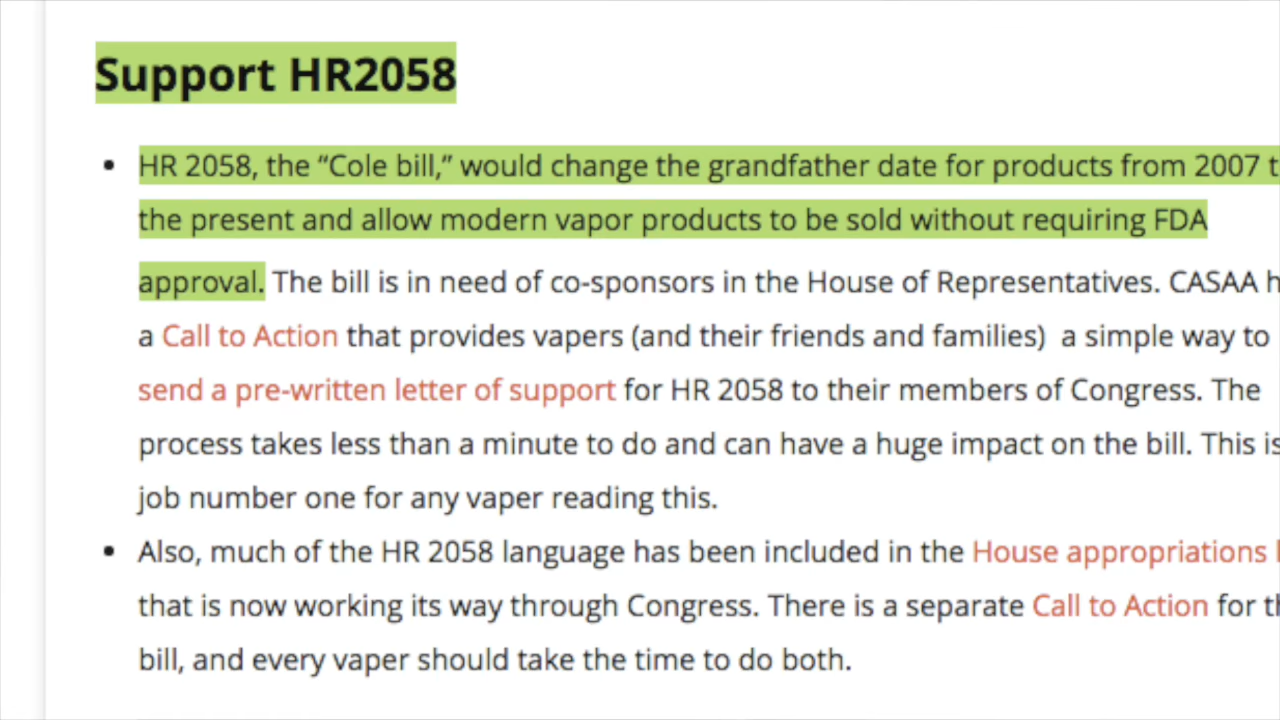 Support HR2058
• HR 2058, the “Cole bill,” would change the grandfather date for products from 2007
the present and allow modern vapor products to be sold without requiring FDA
approval. The bill is in need of co-sponsors in the House of Representatives. CASAA
a Call to Action that provides vapers (and their friends and families) a simple way to
send a pre-written letter of support for HR 2058 to their members of Congress. The
process takes less than a minute to do and can have a huge impact on the bill. This is
job number one for any vaper reading this.
• Also, much of the HR 2058 language has been included in the House appropriations
that is now working its way through Congress. There is a separate Call to Action for
bill, and every vaper should take the time to do both.